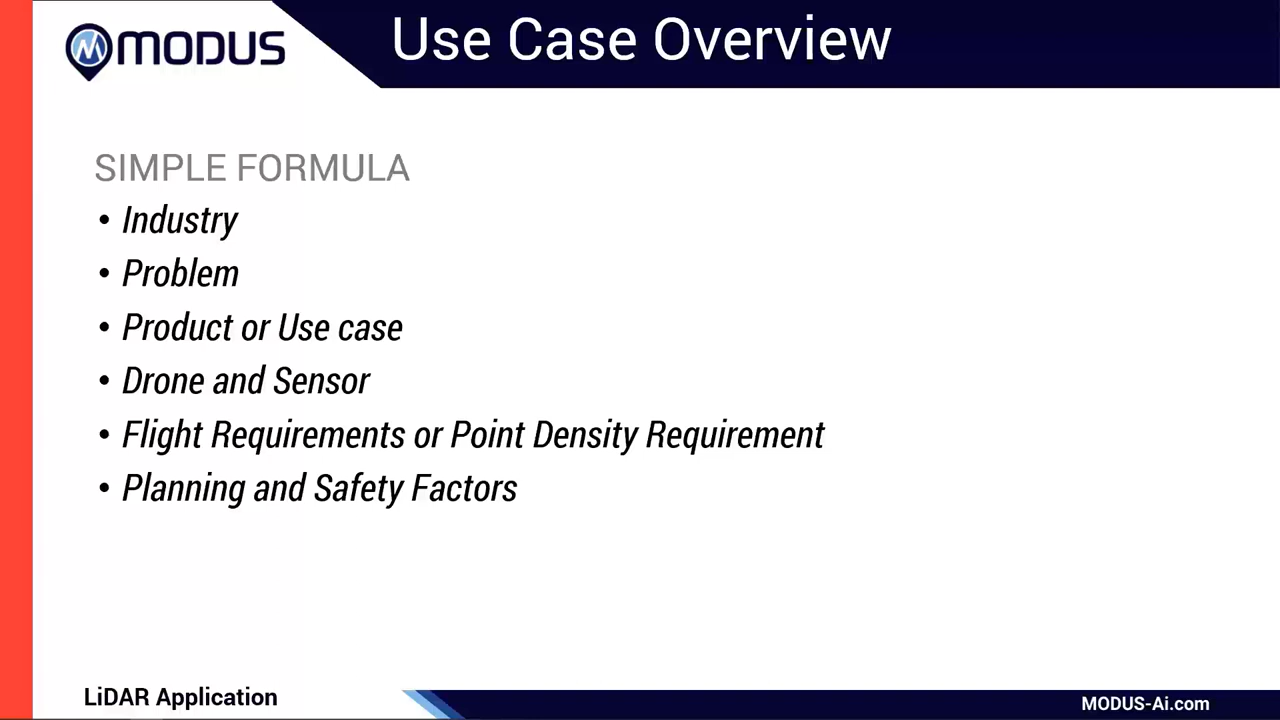 MODUS
Use Case Overview
SIMPLE FORMULA
• Industry
• Problem
• Product or Use case
• Drone and Sensor
• Flight Requirements or Point Density Requirement
• Planning and Safety Factors
LiDAR Application
MODUS-Ai.com